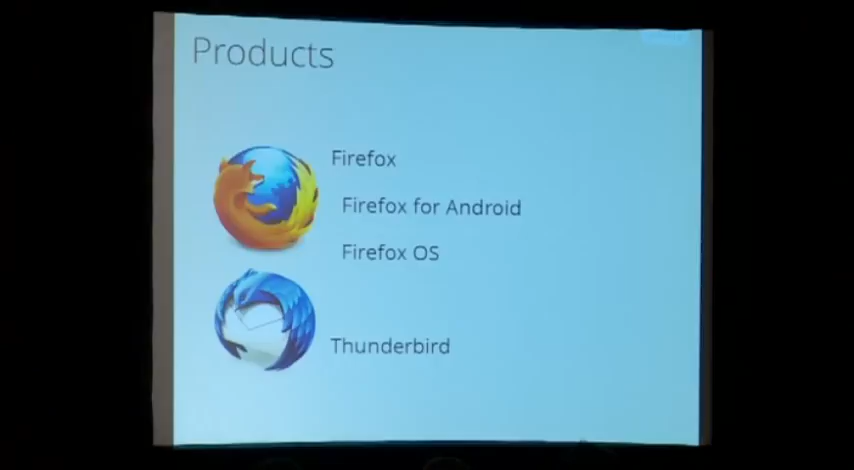 Products
Firefox
Firefox for Android
Firefox OS
Thunderbird